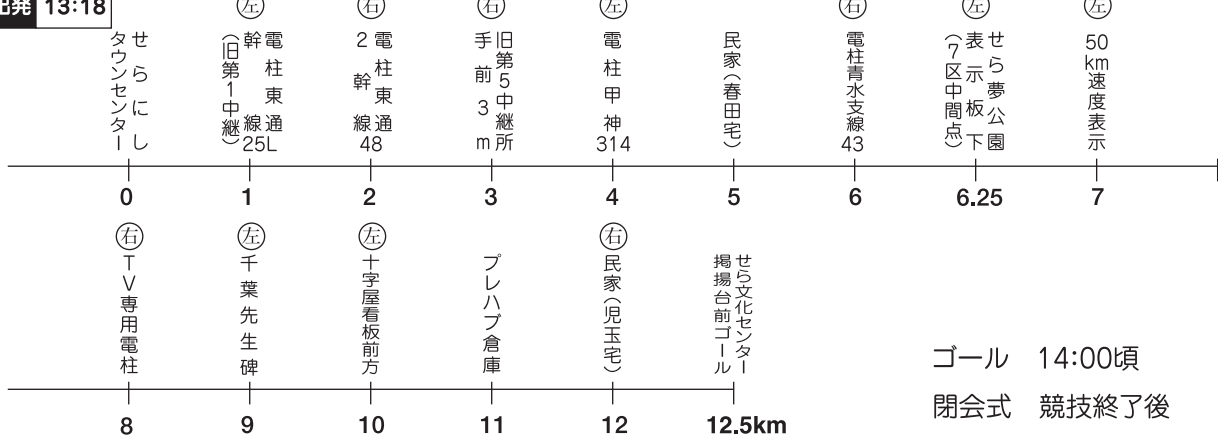 出発 13:18
左
右
右
左
右
左
左
せらにし
タウンセンター
電柱東通L
幹線25
(旧第1中継)
電柱東通
2幹線48
旧第5中継所
手前3m
電柱甲神
314
民家(春田宅)
電柱青水支線
43
せら夢公園
表示板下
(7区中間点)
50
km速度表示
0
1
2
3
4
5
6
6.25
7
右
左
左
右
TV専用電柱
千葉先生碑
十字屋看板前方
プレハブ倉庫
民家(児玉宅)
せら文化センター
掲揚台前ゴール
8
9
10
11
12
12.5km
ゴール 14:00頃
閉会式 競技終了後